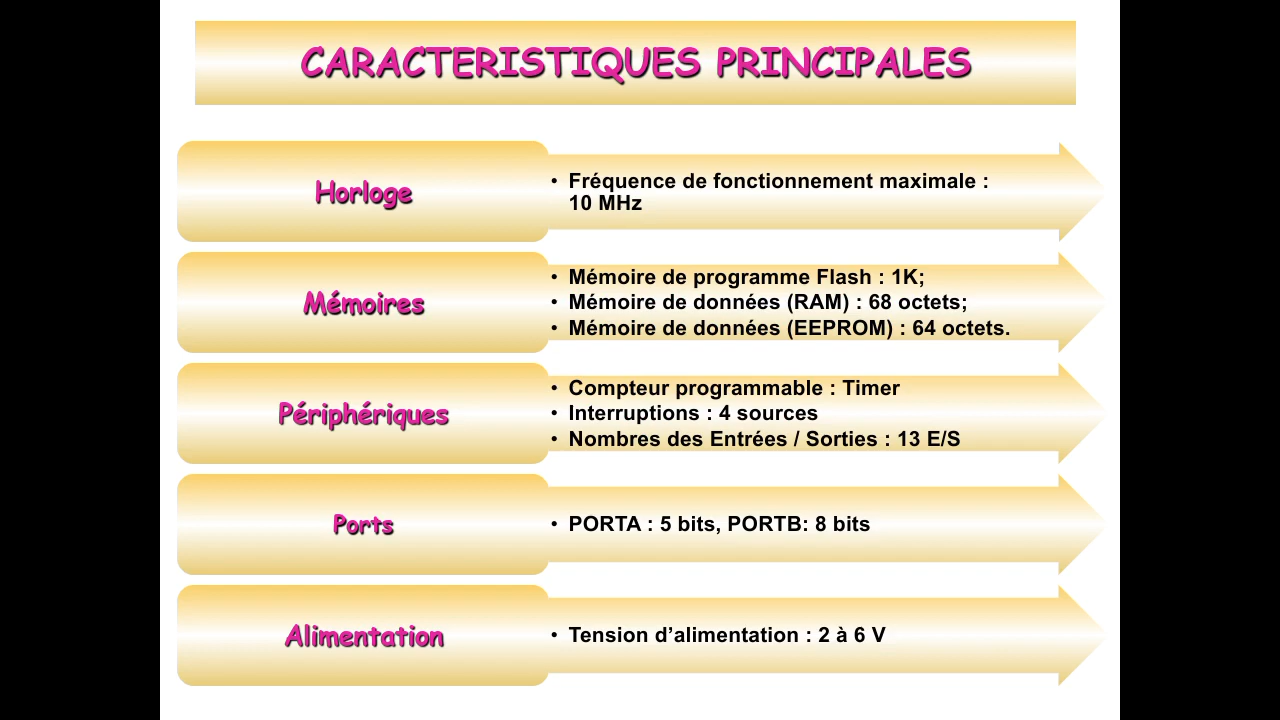 CARACTERISTIQUES PRINCIPALES
Horloge
• Fréquence de fonctionnement maximale :
10 MHz
Mémoires
• Mémoire de programme Flash : 1K;
• Mémoire de données (RAM) : 68 octets;
• Mémoire de données (EEPROM) : 64 octets.
Périphériques
• Compteur programmable : Timer
• Interruptions : 4 sources
• Nombres des Entrées / Sorties : 13 E/S
Ports
• PORTA : 5 bits, PORTB: 8 bits
Alimentation
• Tension d’alimentation : 2 à 6 V